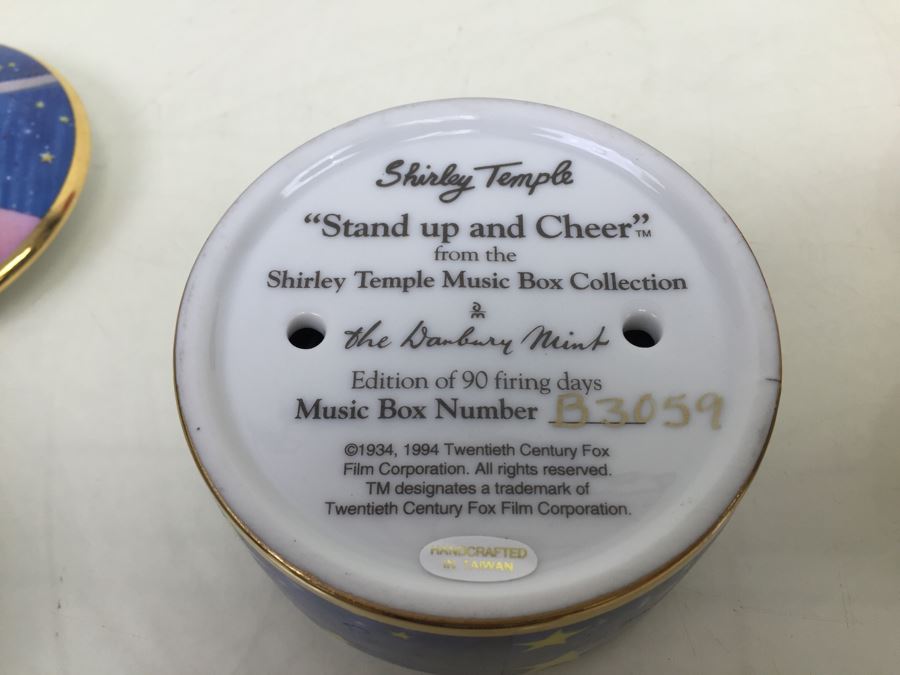 Shirley Temple
“Stand up and Cheer”™
from the
Shirley Temple Music Box Collection
the Danbury Mint
Edition of 90 firing days
Music Box Number B3059
©1934, 1994 Twentieth Century Fox
Film Corporation. All rights reserved.
TM designates a trademark of
Twentieth Century Fox Film Corporation.
HANDCRAFTED
IN TAIWAN